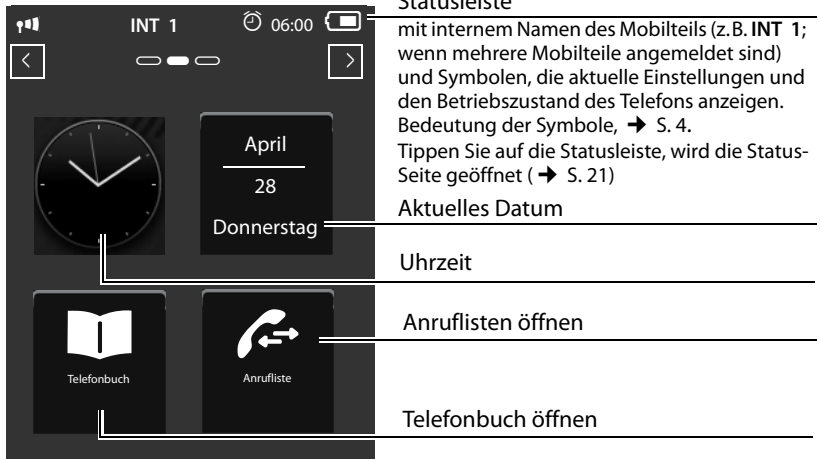 INT 1
06:00
April
28
Donnerstag
Telefonbuch
Anrufliste
Statusleiste
mit internem Namen des Mobilteils (z.B. INT 1;
wenn mehrere Mobilteile angemeldet sind)
und Symbolen, die aktuelle Einstellungen und
den Betriebszustand des Telefons anzeigen.
Bedeutung der Symbole, ➔ S. 4.
Tippen Sie auf die Statusleiste, wird die Status-
Seite geöffnet ( ➔ S. 21)
Aktuelles Datum
Uhrzeit
Anruflisten öffnen
Telefonbuch öffnen